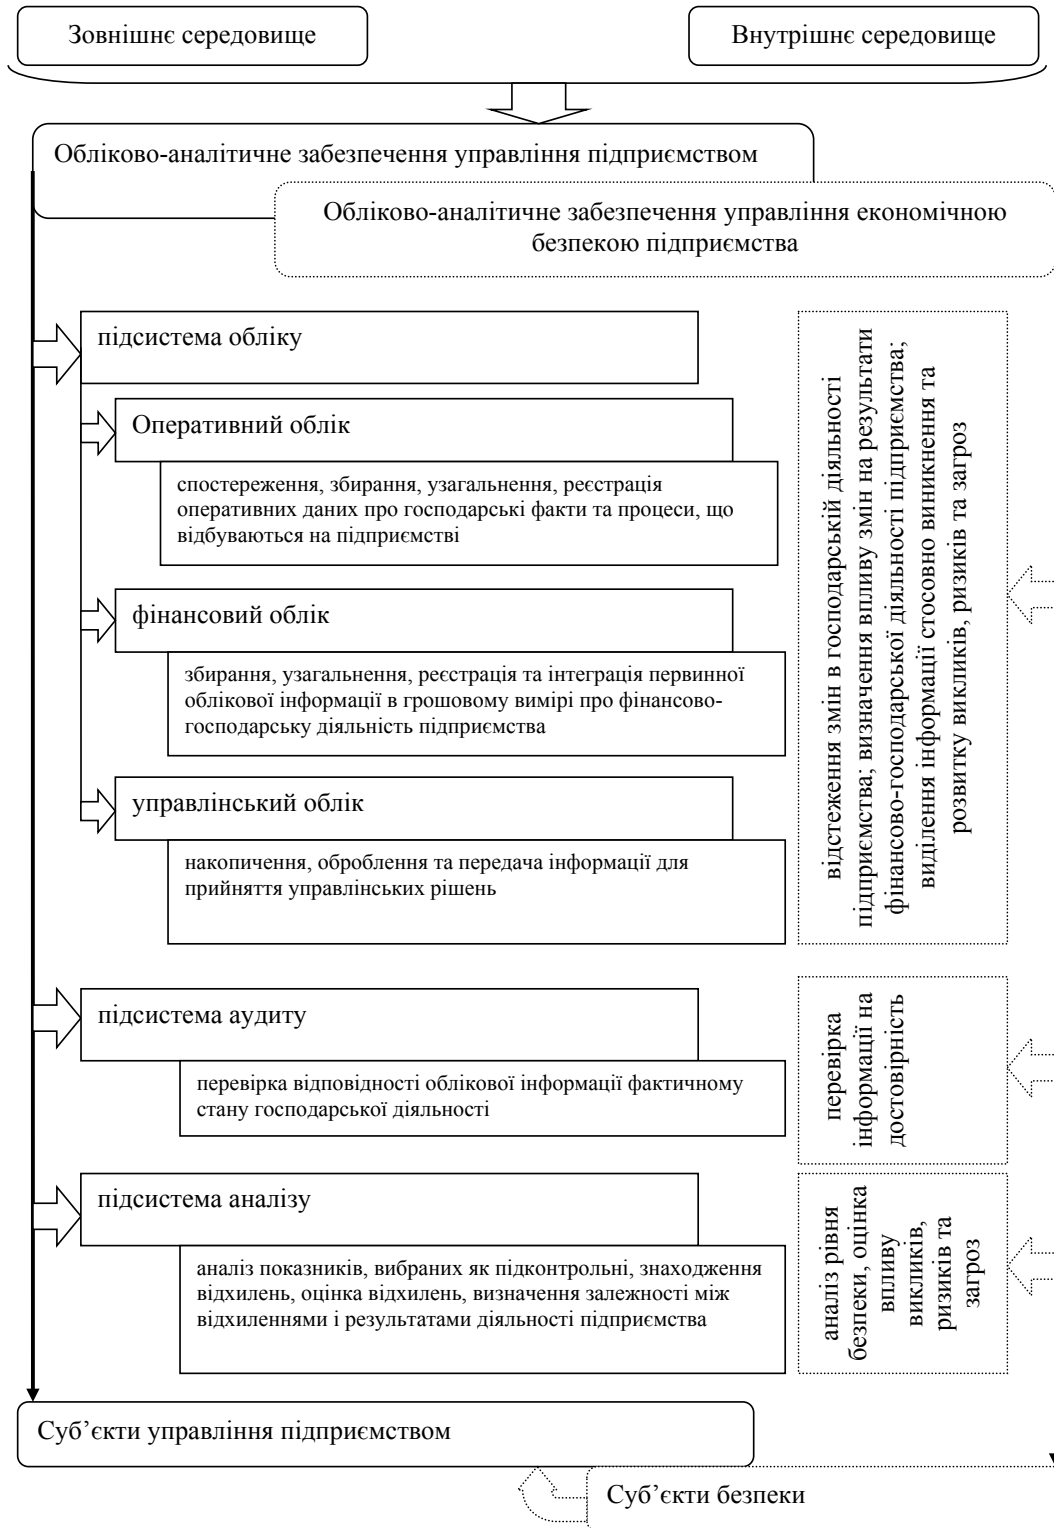 Зовнішнє середовище
Внутрішнє середовище
Обліково-аналітичне забезпечення управління підприємством
Обліково-аналітичне забезпечення управління економічною
безпекою підприємства
підсистема обліку
Оперативний облік
спостереження, збирання, узагальнення, реєстрація
оперативних даних про господарські факти та процеси, що
відбуваються на підприємстві
фінансовий облік
збирання, узагальнення, реєстрація та інтеграція первинної
облікової інформації в грошовому вимірі про фінансово-
господарську діяльність підприємства
управлінський облік
накопичення, оброблення та передача інформації для
прийняття управлінських рішень
відстеження змін в господарській діяльності
підприємства; визначення впливу змін на результати
фінансово-господарської діяльності підприємства;
виділення інформації стосовно виникнення та
розвитку викликів, ризиків та загроз
підсистема аудиту
перевірка відповідності облікової інформації фактичному
стану господарської діяльності
перевірка
інформації на
достовірність
підсистема аналізу
аналіз показників, вибраних як підконтрольні, знаходження
відхилень, оцінка відхилень, визначення залежності між
відхиленнями і результатами діяльності підприємства
аналіз рівня
безпеки, оцінка
впливу
викликів,
ризиків та
загроз
Суб’єкти управління підприємством
Суб’єкти безпеки